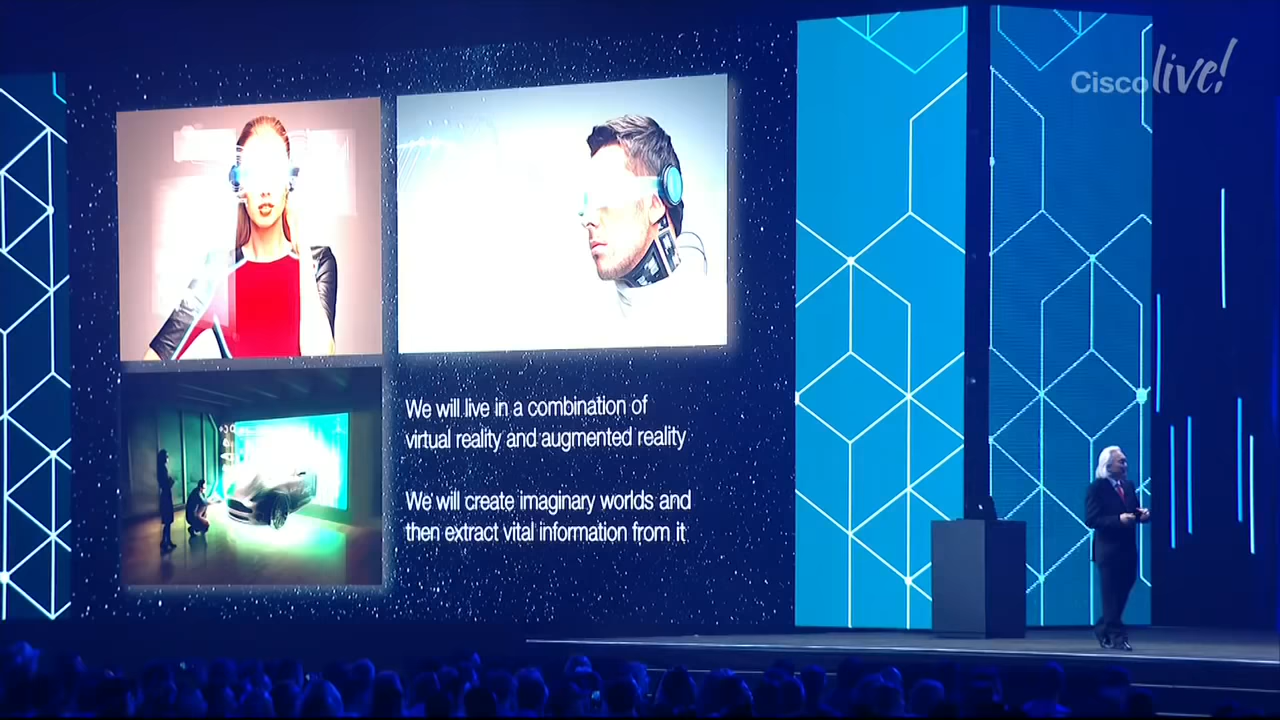 Cisco live!
We will live in a combination of
virtual reality and augmented reality
We will create imaginary worlds and
then extract vital information from it